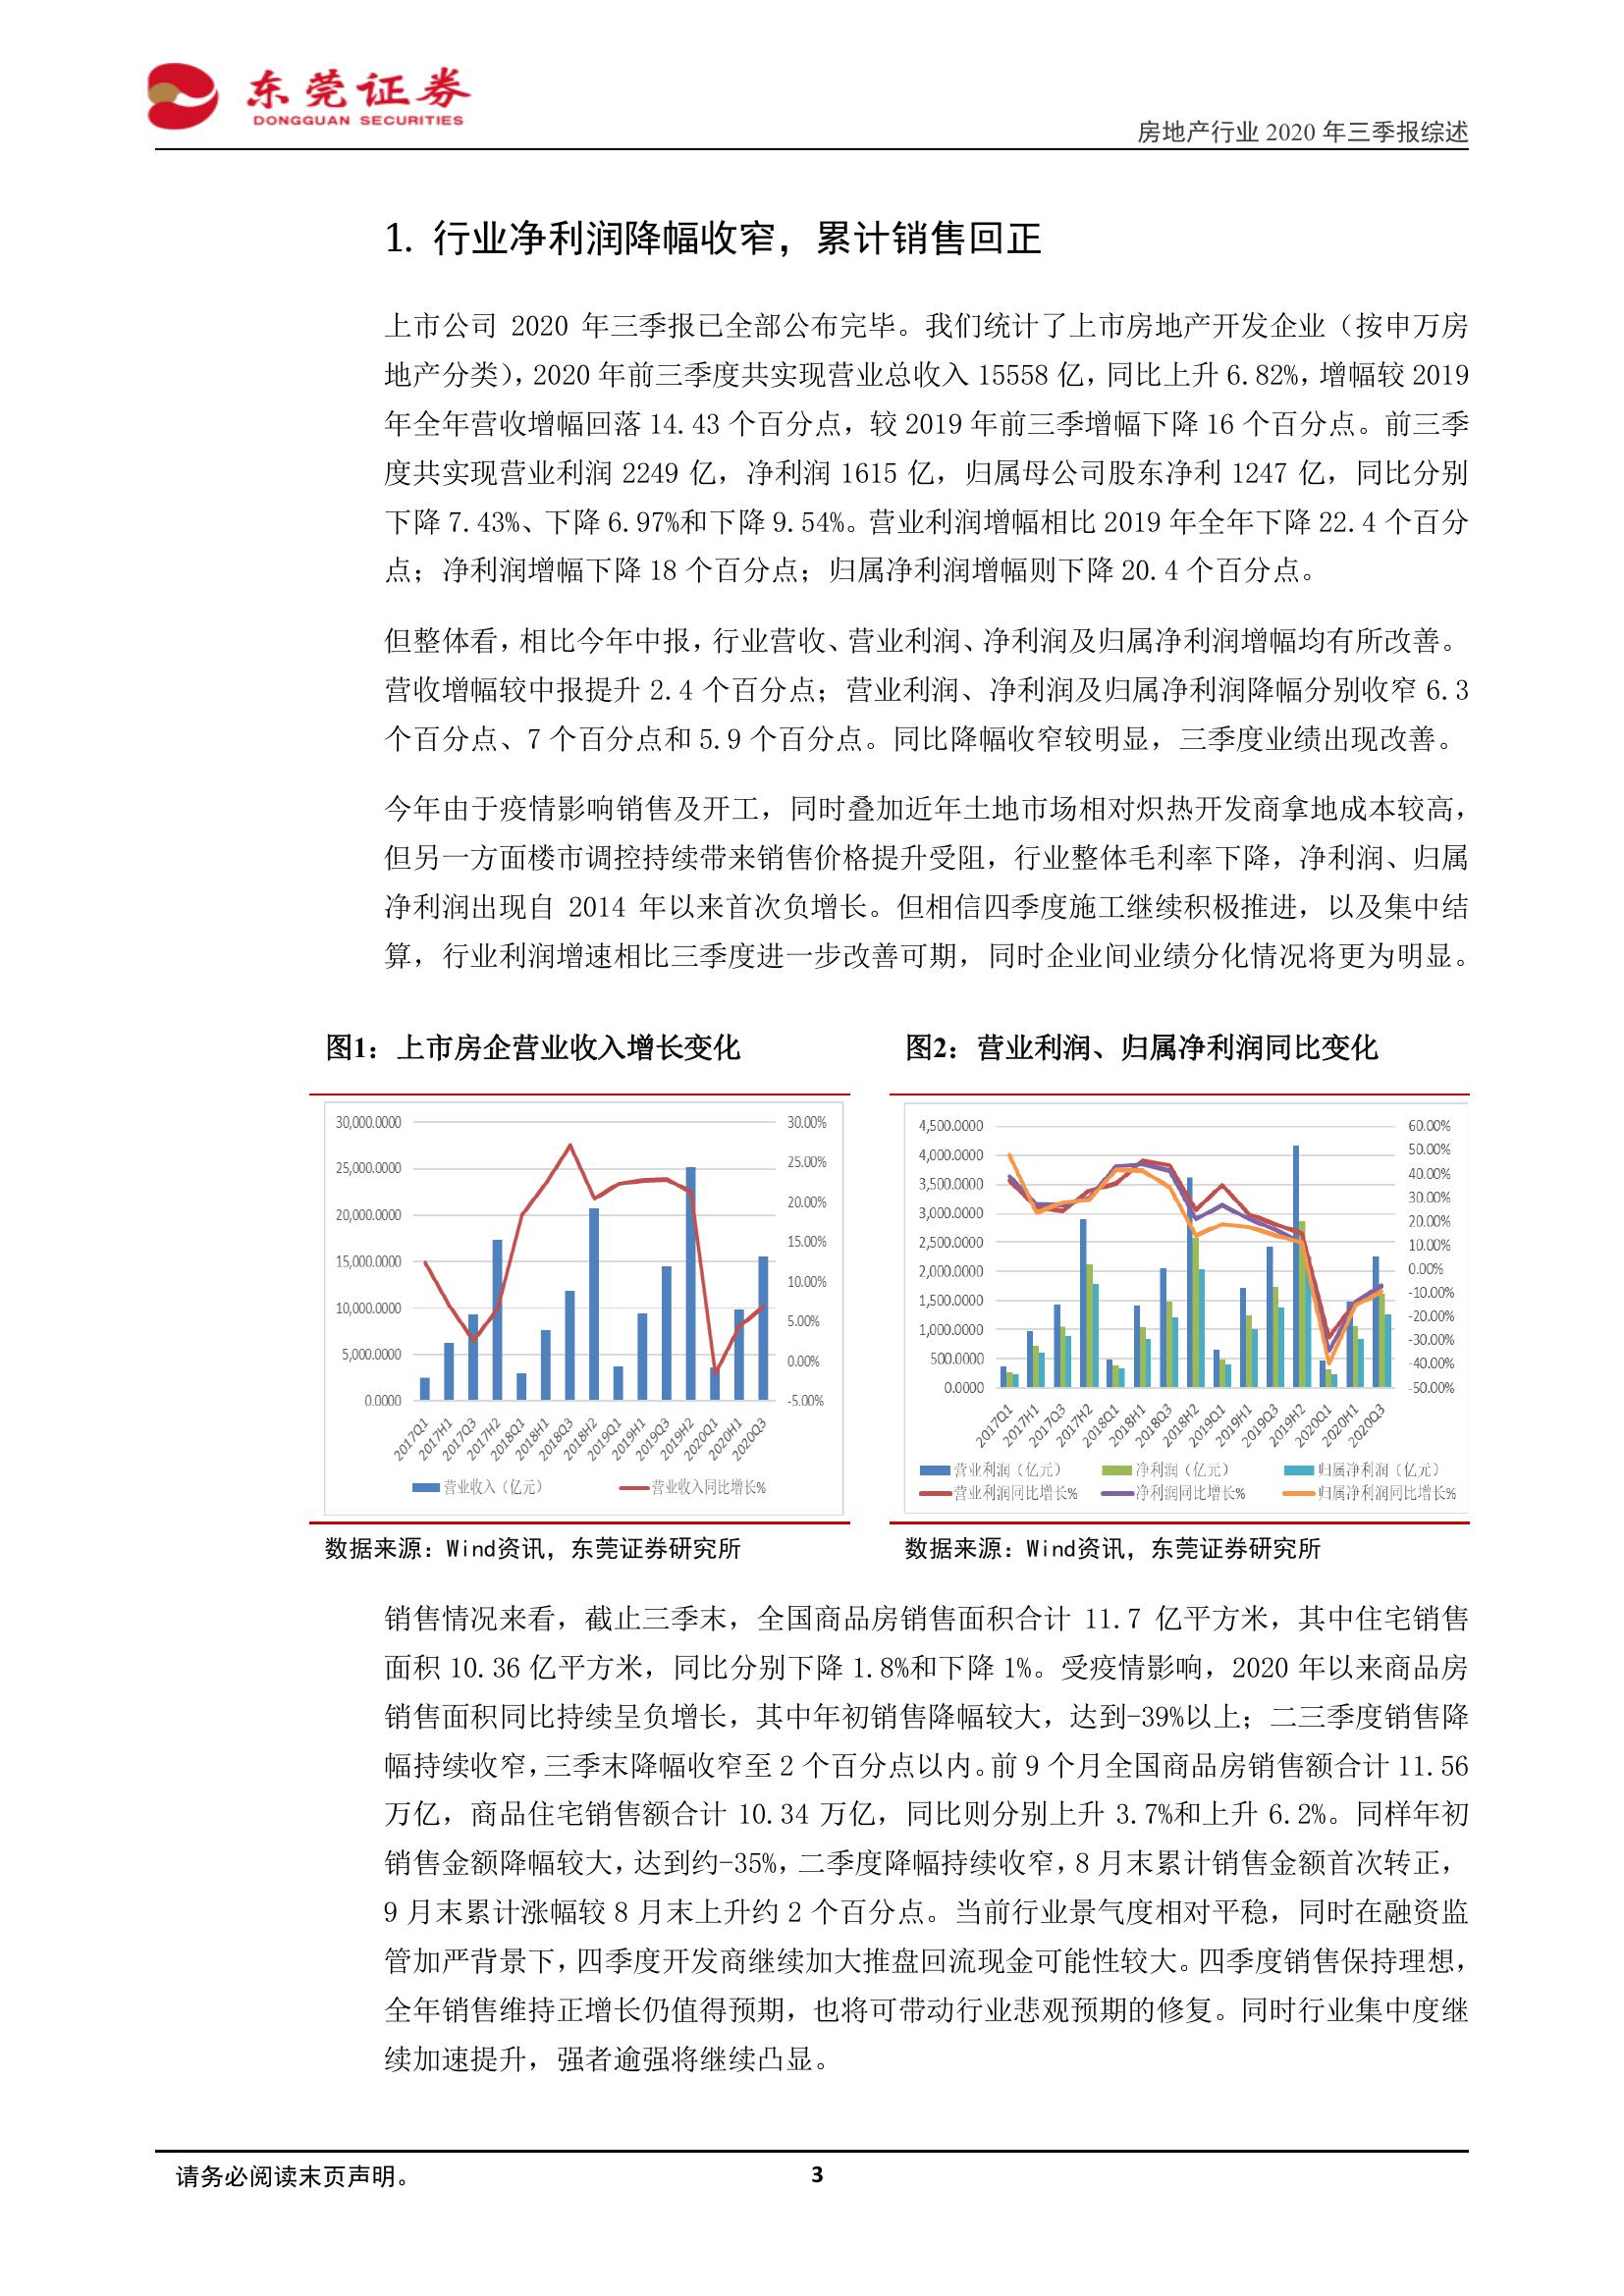 东莞证券
DONGGUAN SECURITIES
房地产行业 2020 年三季报综述
1. 行业净利润降幅收窄，累计销售回正
上市公司 2020 年三季报已全部公布完毕。我们统计了上市房地产开发企业（按申万房
地产分类），2020 年前三季度共实现营业总收入 15558 亿，同比上升 6.82%，增幅较 2019
年全年营收增幅回落 14.43 个百分点，较 2019 年前三季增幅下降 16 个百分点。前三季
度共实现营业利润 2249 亿，净利润 1615 亿，归属母公司股东净利 1247 亿，同比分别
下降 7.43%、下降 6.97%和下降 9.54%。营业利润增幅相比 2019 年全年下降 22.4 个百分
点；净利润增幅下降 18 个百分点；归属净利润增幅则下降 20.4 个百分点。
但整体看，相比今年中报，行业营收、营业利润、净利润及归属净利润增幅均有所改善。
营收增幅较中报提升 2.4 个百分点；营业利润、净利润及归属净利润降幅分别收窄 6.3
个百分点、7 个百分点和 5.9 个百分点。同比降幅收窄较明显，三季度业绩出现改善。
今年由于疫情影响销售及开工，同时叠加近年土地市场相对炽热开发商拿地成本较高，
但另一方面楼市调控持续带来销售价格提升受阻，行业整体毛利率下降，净利润、归属
净利润出现自 2014 年以来首次负增长。但相信四季度施工继续积极推进，以及集中结
算，行业利润增速相比三季度进一步改善可期，同时企业间业绩分化情况将更为明显。
图1：上市房企营业收入增长变化
30,000.0000
25,000.0000
20,000.0000
15,000.0000
10,000.0000
5,000.0000
0.0000
30.00%
25.00%
20.00%
15.00%
10.00%
5.00%
0.00%
-5.00%
2017Q1
2017H1
2017Q3
2017H2
2018Q1
2018H1
2018Q3
2018H2
2019Q1
2019H1
2019Q3
2019H2
2020Q1
2020H1
2020Q3
营业收入（亿元）
营业收入同比增长%
数据来源：Wind资讯，东莞证券研究所
图2：营业利润、归属净利润同比变化
4,500.0000
4,000.0000
3,500.0000
3,000.0000
2,500.0000
2,000.0000
1,500.0000
1,000.0000
500.0000
0.0000
60.00%
50.00%
40.00%
30.00%
20.00%
10.00%
0.00%
-10.00%
-20.00%
-30.00%
-40.00%
-50.00%
2017Q1
2017H1
2017Q3
2017H2
2018Q1
2018H1
2018Q3
2018H2
2019Q1
2019H1
2019Q3
2019H2
2020Q1
2020H1
2020Q3
营业利润（亿元）
净利润（亿元）
归属净利润（亿元）
营业利润同比增长%
净利润同比增长%
归属净利润同比增长%
数据来源：Wind资讯，东莞证券研究所
销售情况来看，截止三季末，全国商品房销售面积合计 11.7 亿平方米，其中住宅销售
面积 10.36 亿平方米，同比分别下降 1.8%和下降 1%。受疫情影响，2020 年以来商品房
销售面积同比持续呈负增长，其中年初销售降幅较大，达到-39%以上；二三季度销售降
幅持续收窄，三季末降幅收窄至 2 个百分点以内。前 9 个月全国商品房销售额合计 11.56
万亿，商品住宅销售额合计 10.34 万亿，同比则分别上升 3.7%和上升 6.2%。同样年初
销售金额降幅较大，达到约-35%，二季度降幅持续收窄，8 月末累计销售金额首次转正，
9 月末累计涨幅较 8 月末上升约 2 个百分点。当前行业景气度相对平稳，同时在融资监
管加严背景下，四季度开发商继续加大推盘回流现金可能性较大。四季度销售保持理想，
全年销售维持正增长仍值得预期，也将可带动行业悲观预期的修复。同时行业集中度继
续加速提升，强者逾强将继续凸显。
请务必阅读末页声明。
3